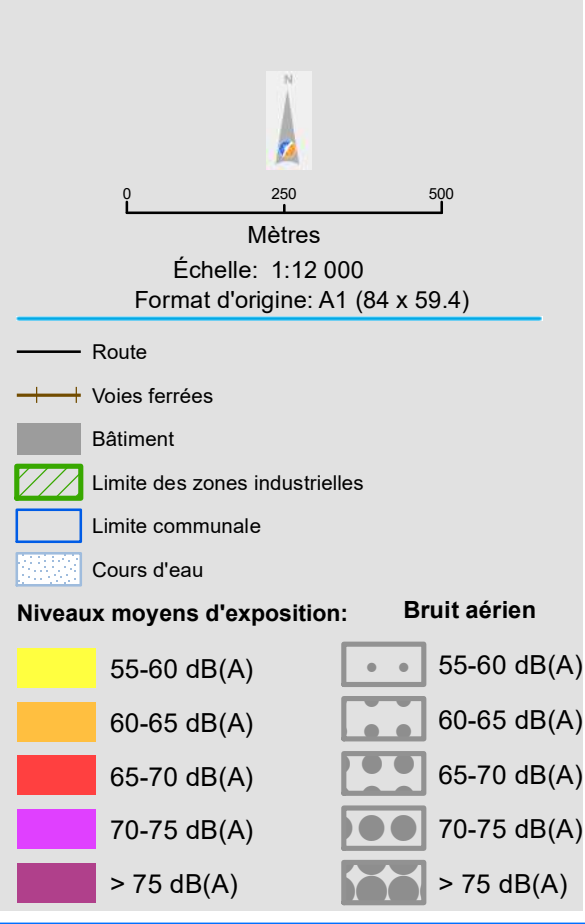 N
0 250 500
Mètres
Échelle: 1:12 000
Format d'origine: A1 (84 x 59.4)
Route
Voies ferrées
Bâtiment
Limite des zones industrielles
Limite communale
Cours d'eau
Niveaux moyens d'exposition: Bruit aérien
55-60 dB(A) 55-60 dB(A)
60-65 dB(A) 60-65 dB(A)
65-70 dB(A) 65-70 dB(A)
70-75 dB(A) 70-75 dB(A)
> 75 dB(A) > 75 dB(A)